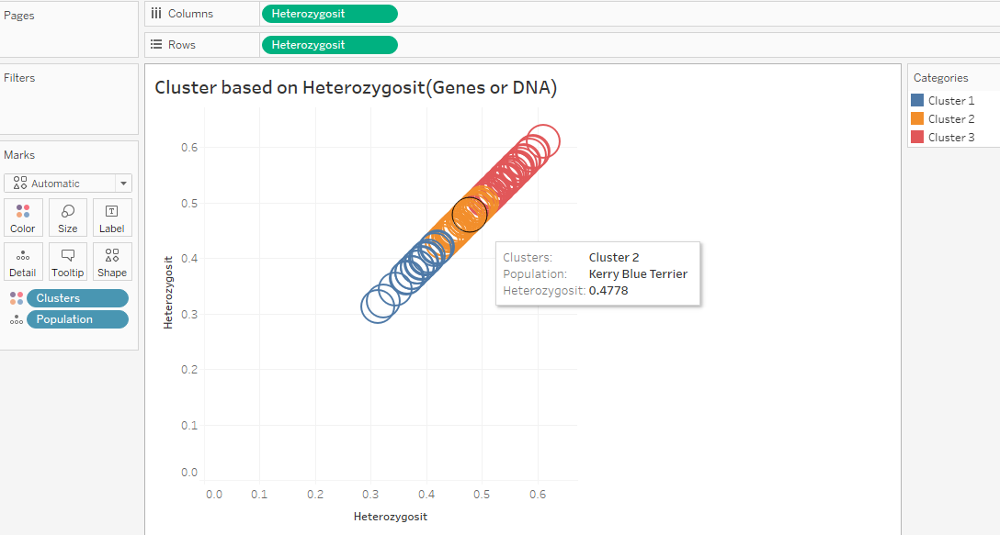 Pages
Columns
Heterozygosit
Rows
Heterozygosit
Filters
Marks
Automatic
Color
Size
Label
Detail
Tooltip
Shape
Clusters
Population
Cluster based on Heterozygosit(Genes or DNA)
0.6
0.5
0.4
0.3
0.2
0.1
0.0
Heterozygosit
0.0 0.1 0.2 0.3 0.4 0.5 0.6
Heterozygosit
Clusters: Cluster 2
Population: Kerry Blue Terrier
Heterozygosit: 0.4778
Categories
Cluster 1
Cluster 2
Cluster 3